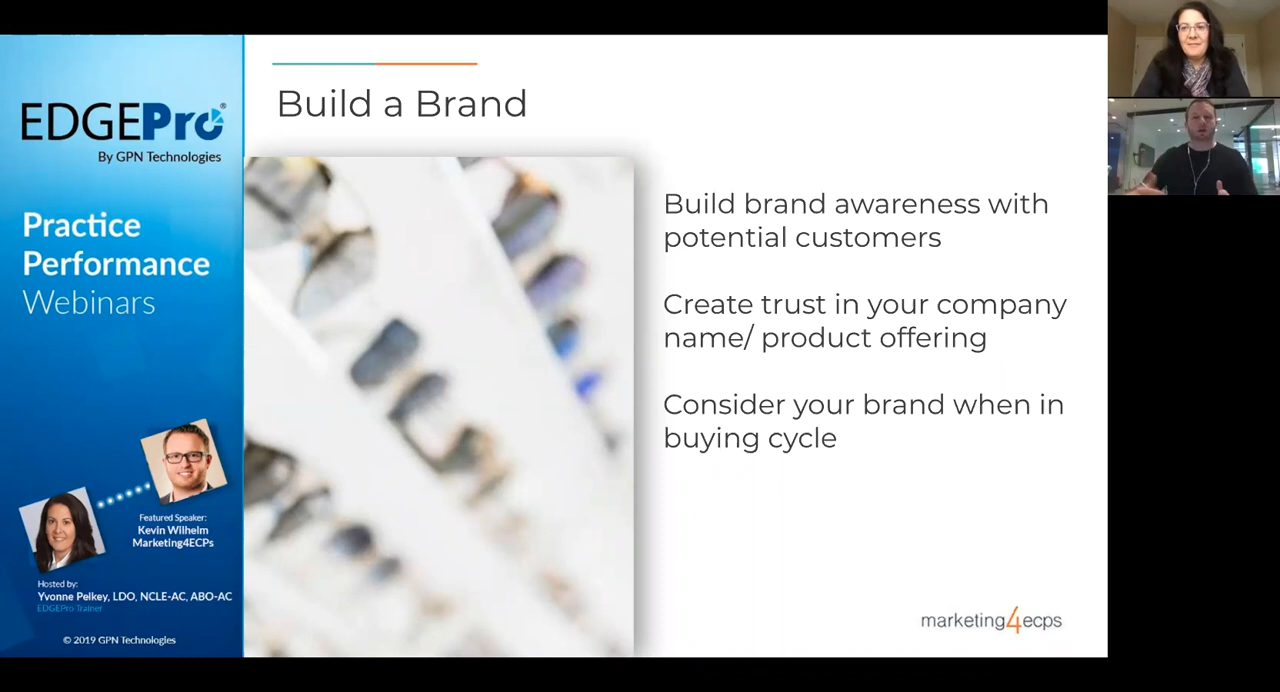 EDGEPro®
By GPN Technologies
Practice
Performance
Webinars
Featured Speaker:
Kevin Wilhelm
Marketing4ECPs
Hosted by:
Yvonne Pelkey, LDO, NCLE-AC, ABO-AC
EDGEPro Trainer
© 2019 GPN Technologies
Build a Brand
Build brand awareness with
potential customers
Create trust in your company
name/ product offering
Consider your brand when in
buying cycle
marketing4ecps